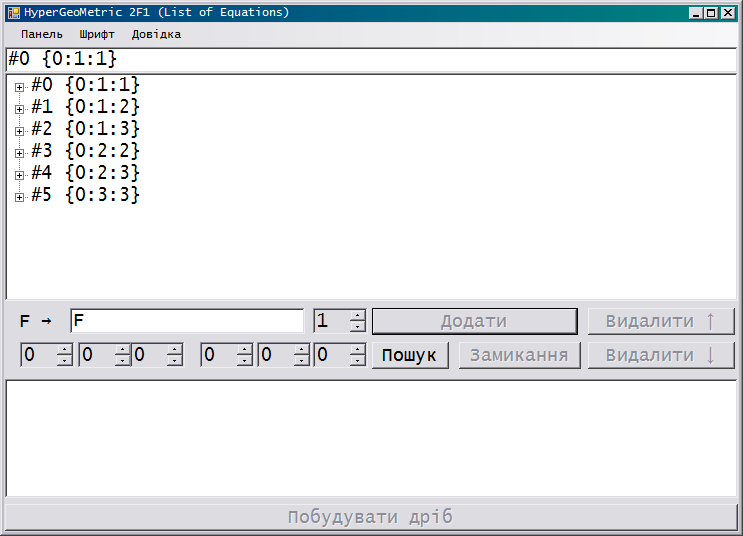 HyperGeoMetric 2F1 (List of Equations)
Панель Шрифт Довідка
#0 {0:1:1}
#0 {0:1:1}
#1 {0:1:2}
#2 {0:1:3}
#3 {0:2:2}
#4 {0:2:3}
#5 {0:3:3}
F → F 1 Додати Видалити ↑
0 0 0 0 0 0 Пошук Замикання Видалити ↓
Побудувати дріб